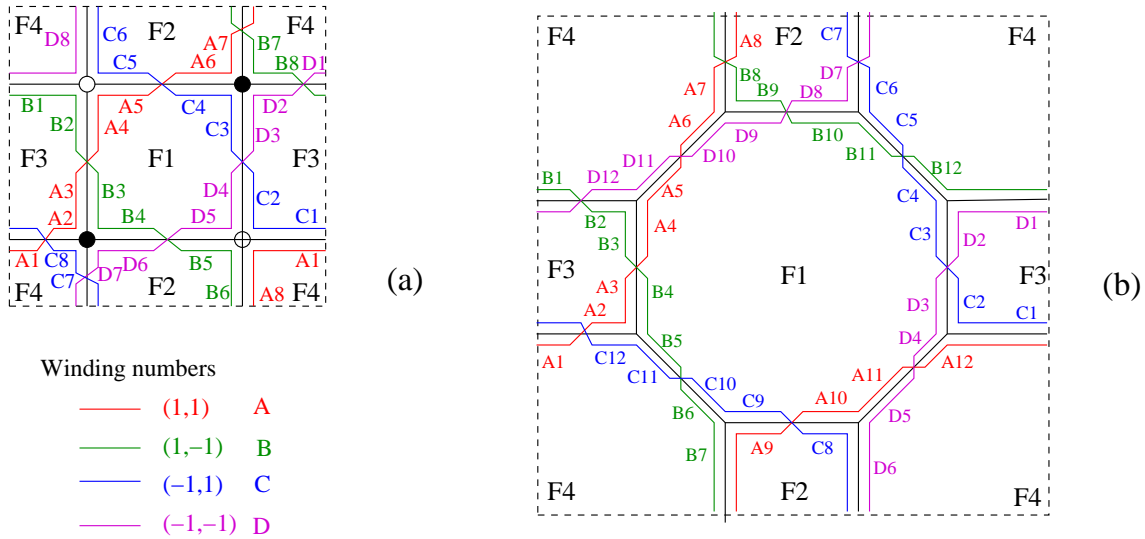 F4 D8 C6 F2 A7 B7 F4
C5 A6 B8 D1
B1 A5 C4 D2
B2 A4 C3 D3
F3 F1 F3
A3 B3 D4 C2
A2 B4 D5 C1
A1 C8 D6 B5 A1
C7 D7 F2
F4 B6 A8 F4
(a)
Winding numbers
(1,1) A
(1,−1) B
(−1,1) C
(−1,−1) D
F4 A8 F2 C7 F4
B8 D7
A7 B9 D8 C6
A6 D9 B10 C5
D11 D10 B11 B12
B1 D12 A5 C4
B2 A4 D1
B3 C3 D2
F3 F1 F3
A3 B4 D3 C2
A2 C1
A1 B5 D4
C12 A12
C11 C10 A11
C9 A10
B6 D5
B7 A9 C8 D6
F4 F2 F4
(b)